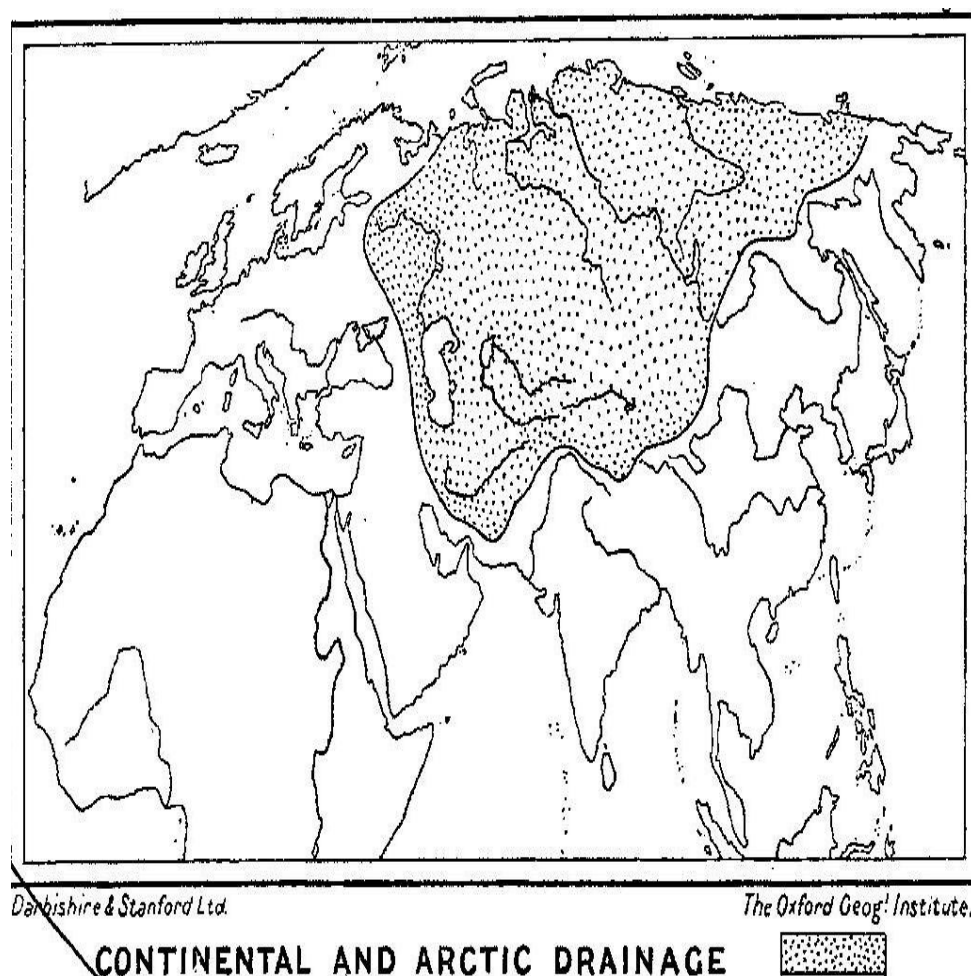 Darbishire & Stanford Ltd.
The Oxford Geog! Institute.
CONTINENTAL AND ARCTIC DRAINAGE